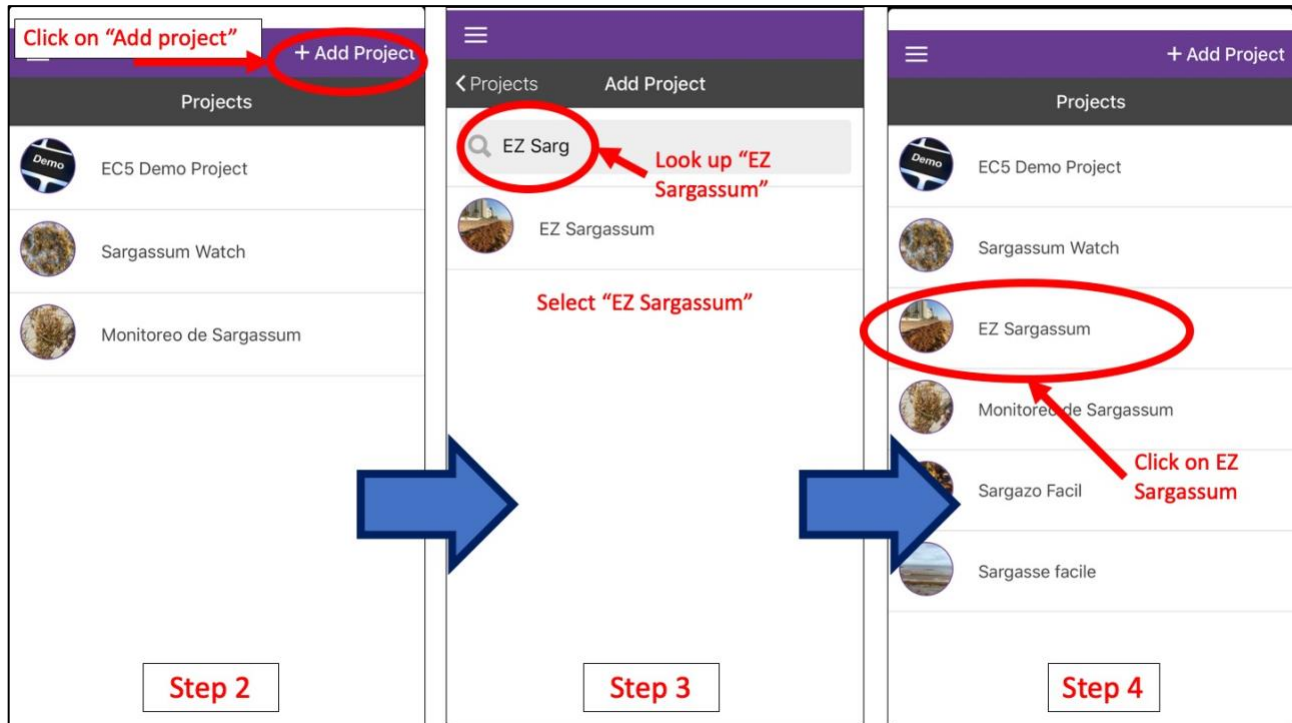 Click on “Add project”
+ Add Project
Projects
Demo
EC5 Demo Project
Sargassum Watch
Monitoreo de Sargassum
Step 2
Projects
Add Project
EZ Sarg
Look up “EZ
Sargassum”
EZ Sargassum
Select “EZ Sargassum”
Step 3
+ Add Project
Projects
Demo
EC5 Demo Project
Sargassum Watch
EZ Sargassum
Monitoreo de Sargassum
Click on EZ
Sargassum
Sargazo Facil
Sargasse facile
Step 4